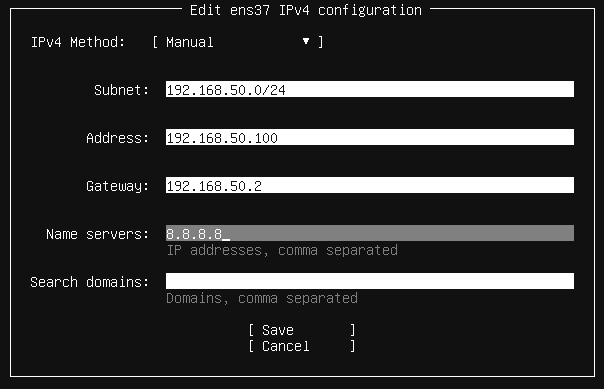 Edit ens37 IPv4 configuration
IPv4 Method: [ Manual ▾ ]
Subnet: 192.168.50.0/24
Address: 192.168.50.100
Gateway: 192.168.50.2
Name servers: 8.8.8.8_
IP addresses, comma separated
Search domains:
Domains, comma separated
[ Save ]
[ Cancel ]